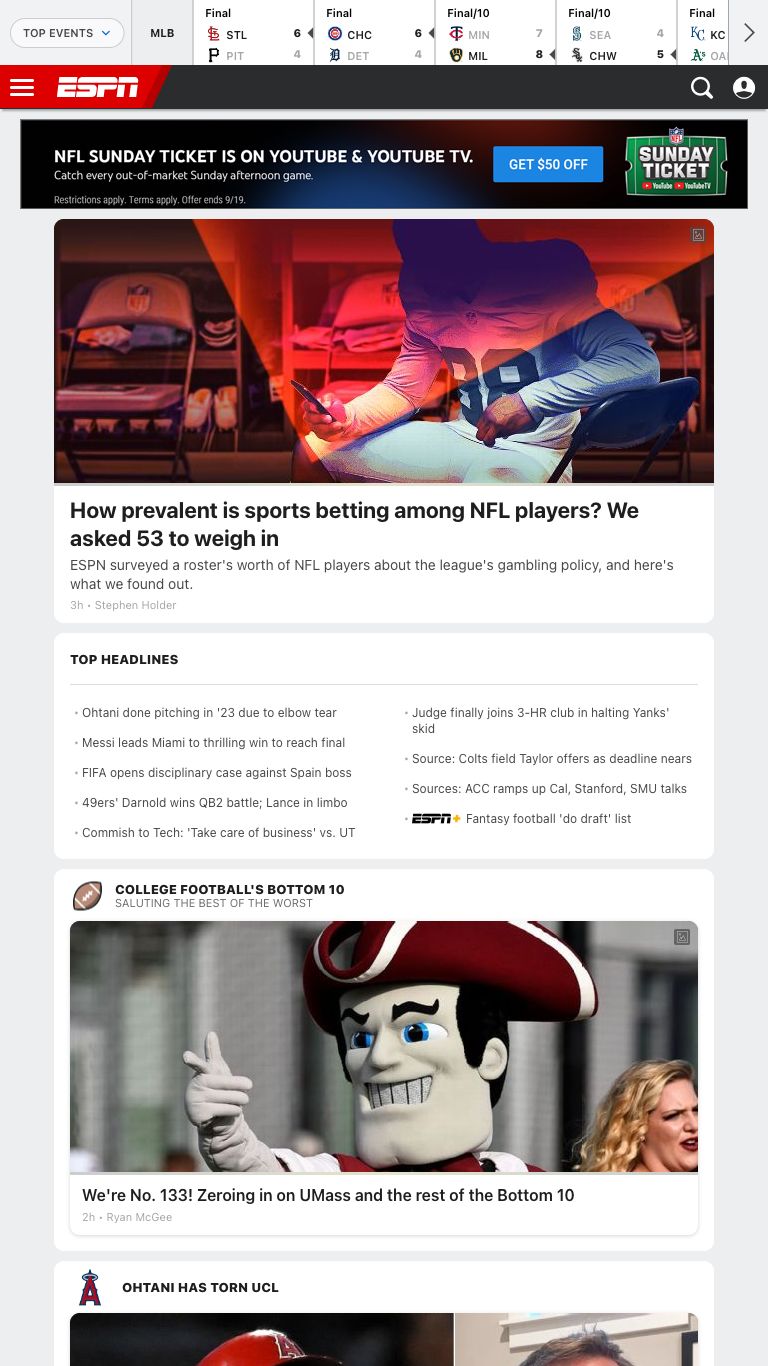 TOP EVENTS
MLB
Final
STL 6
PIT 4
Final
CHC 6
DET 4
Final/10
MIN 7
MIL 8
Final/10
SEA 4
CHW 5
Final
KC
OA
ESPN
NFL SUNDAY TICKET IS ON YOUTUBE & YOUTUBE TV.
Catch every out-of-market Sunday afternoon game.
Restrictions apply. Terms apply. Offer ends 9/19.
GET $50 OFF
NFL
SUNDAY
TICKET
YouTube YouTubeTV
How prevalent is sports betting among NFL players? We
asked 53 to weigh in
ESPN surveyed a roster's worth of NFL players about the league's gambling policy, and here's
what we found out.
3h • Stephen Holder
TOP HEADLINES
Ohtani done pitching in '23 due to elbow tear
Messi leads Miami to thrilling win to reach final
FIFA opens disciplinary case against Spain boss
49ers' Darnold wins QB2 battle; Lance in limbo
Commish to Tech: 'Take care of business' vs. UT
Judge finally joins 3-HR club in halting Yanks'
skid
Source: Colts field Taylor offers as deadline nears
Sources: ACC ramps up Cal, Stanford, SMU talks
ESPN+ Fantasy football 'do draft' list
COLLEGE FOOTBALL'S BOTTOM 10
SALUTING THE BEST OF THE WORST
We're No. 133! Zeroing in on UMass and the rest of the Bottom 10
2h • Ryan McGee
OHTANI HAS TORN UCL